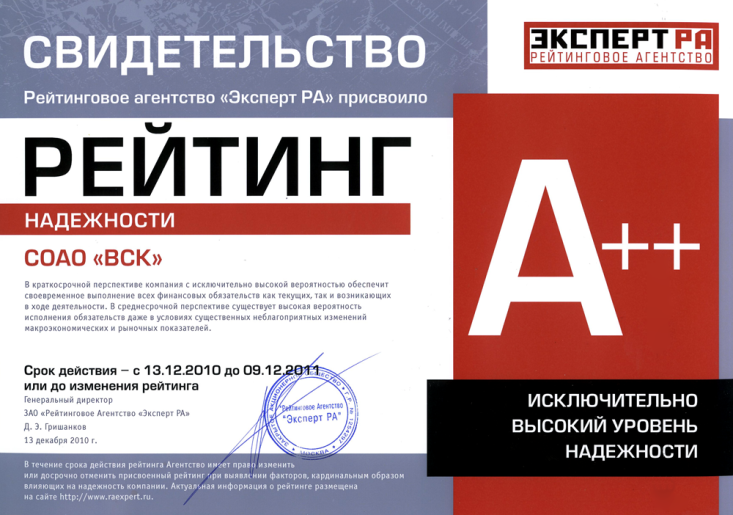 СВИДЕТЕЛЬСТВО
Рейтинговое агентство «Эксперт РА» присвоило
РЕЙТИНГ
НАДЕЖНОСТИ
СОАО «ВСК»
В краткосрочной перспективе компания с исключительно высокой вероятностью обеспечит
своевременное выполнение всех финансовых обязательств как текущих, так и возникающих
в ходе деятельности. В среднесрочной перспективе существует высокая вероятность
исполнения обязательств даже в условиях существенных неблагоприятных изменений
макроэкономических и рыночных показателей.
Срок действия – с 13.12.2010 до 09.12.2011
или до изменения рейтинга
Генеральный директор
ЗАО «Рейтинговое Агентство «Эксперт РА»
Д. Э. Гришанков
13 декабря 2010 г.
"Рейтинговое Агентство
"Эксперт РА"
МОСКВА
В течение срока действия рейтинга Агентство имеет право изменить
или досрочно отменить присвоенный рейтинг при выявлении факторов, кардинальным образом
влияющих на надежность компании. Актуальная информация о рейтинге размещена
на сайте http://www.raexpert.ru.
ЭКСПЕРТ РА
РЕЙТИНГОВОЕ АГЕНТСТВО
A++
ИСКЛЮЧИТЕЛЬНО
ВЫСОКИЙ УРОВЕНЬ
НАДЕЖНОСТИ